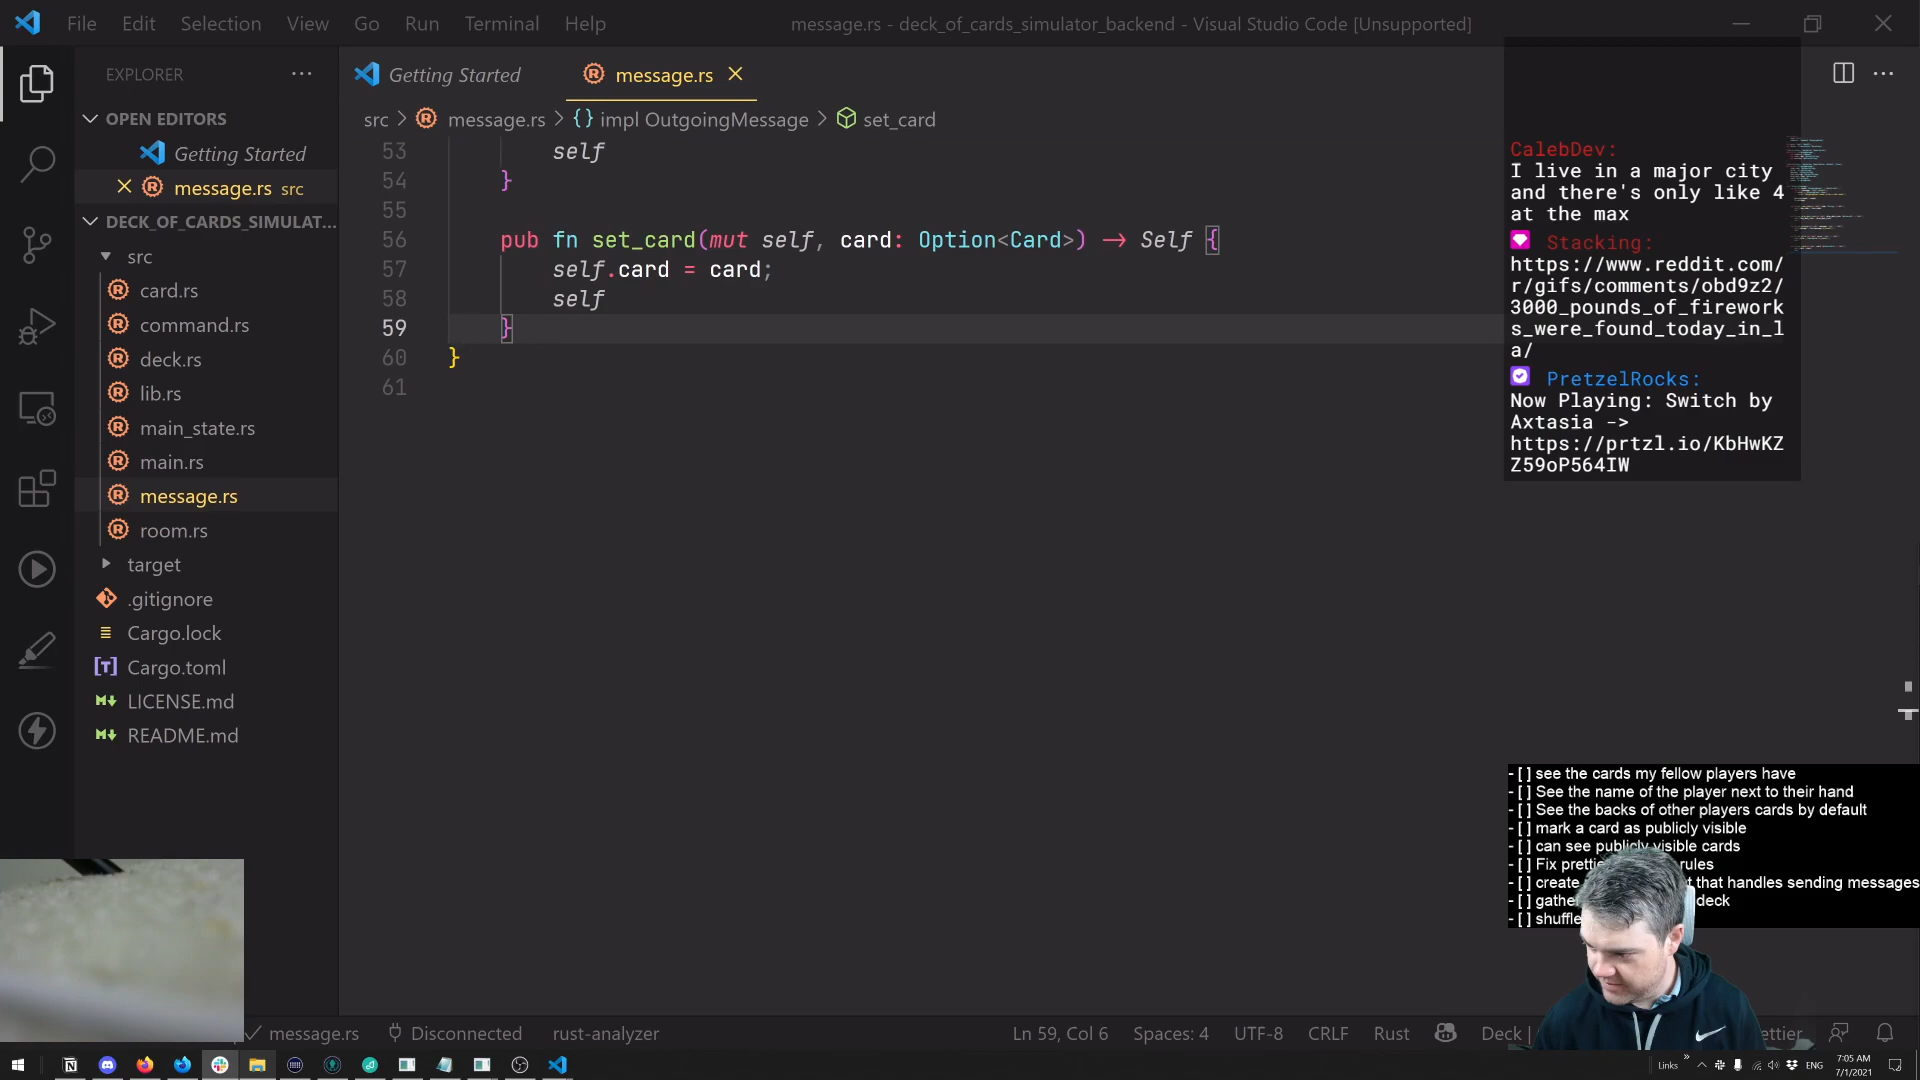 File Edit Selection View Go Run Terminal Help
message.rs - deck_of_cards_simulator_backend - Visual Studio Code [Unsupported]
EXPLORER
OPEN EDITORS
Getting Started
message.rs src
DECK_OF_CARDS_SIMULAT...
src
card.rs
command.rs
deck.rs
lib.rs
main_state.rs
main.rs
message.rs
room.rs
target
.gitignore
Cargo.lock
Cargo.toml
LICENSE.md
README.md
Getting Started
message.rs
src > message.rs > {} impl OutgoingMessage > set_card
53 self
54 }
55
56 pub fn set_card(mut self, card: Option<Card>) → Self {
57 self.card = card;
58 self
59 }
60 }
61
CalebDev:
I live in a major city
and there's only like 4
at the max
Stacking:
https://www.reddit.com/
r/gifs/comments/obd9z2/
3000_pounds_of_firework
s_were_found_today_in_l
a/
PretzelRocks:
Now Playing: Switch by
Axtasia ->
https://prtzl.io/KbHwKZ
Z59oP564IW
- [ ] see the cards my fellow players have
- [ ] See the name of the player next to their hand
- [ ] See the backs of other players cards by default
- [ ] mark a card as publicly visible
- [ ] can see publicly visible cards
- [ ] Fix rules
- [ ] create that handles sending messages
- [ ] deck
- [ ] shuffle
message.rs Disconnected rust-analyzer
Ln 59, Col 6 Spaces: 4 UTF-8 CRLF Rust Deck
Links ENG
7:05 AM
7/1/2021